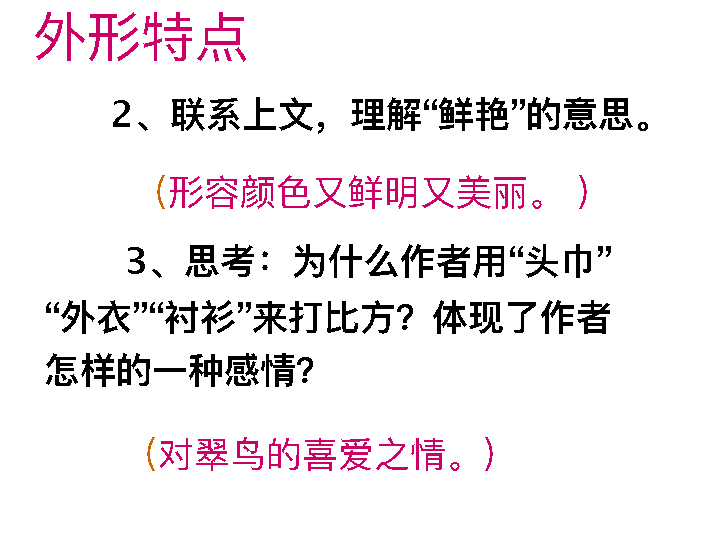 外形特点
2、联系上文，理解“鲜艳”的意思。
（形容颜色又鲜明又美丽。 ）
3、思考：为什么作者用“头巾”
“外衣”“衬衫”来打比方？体现了作者
怎样的一种感情？
（对翠鸟的喜爱之情。）